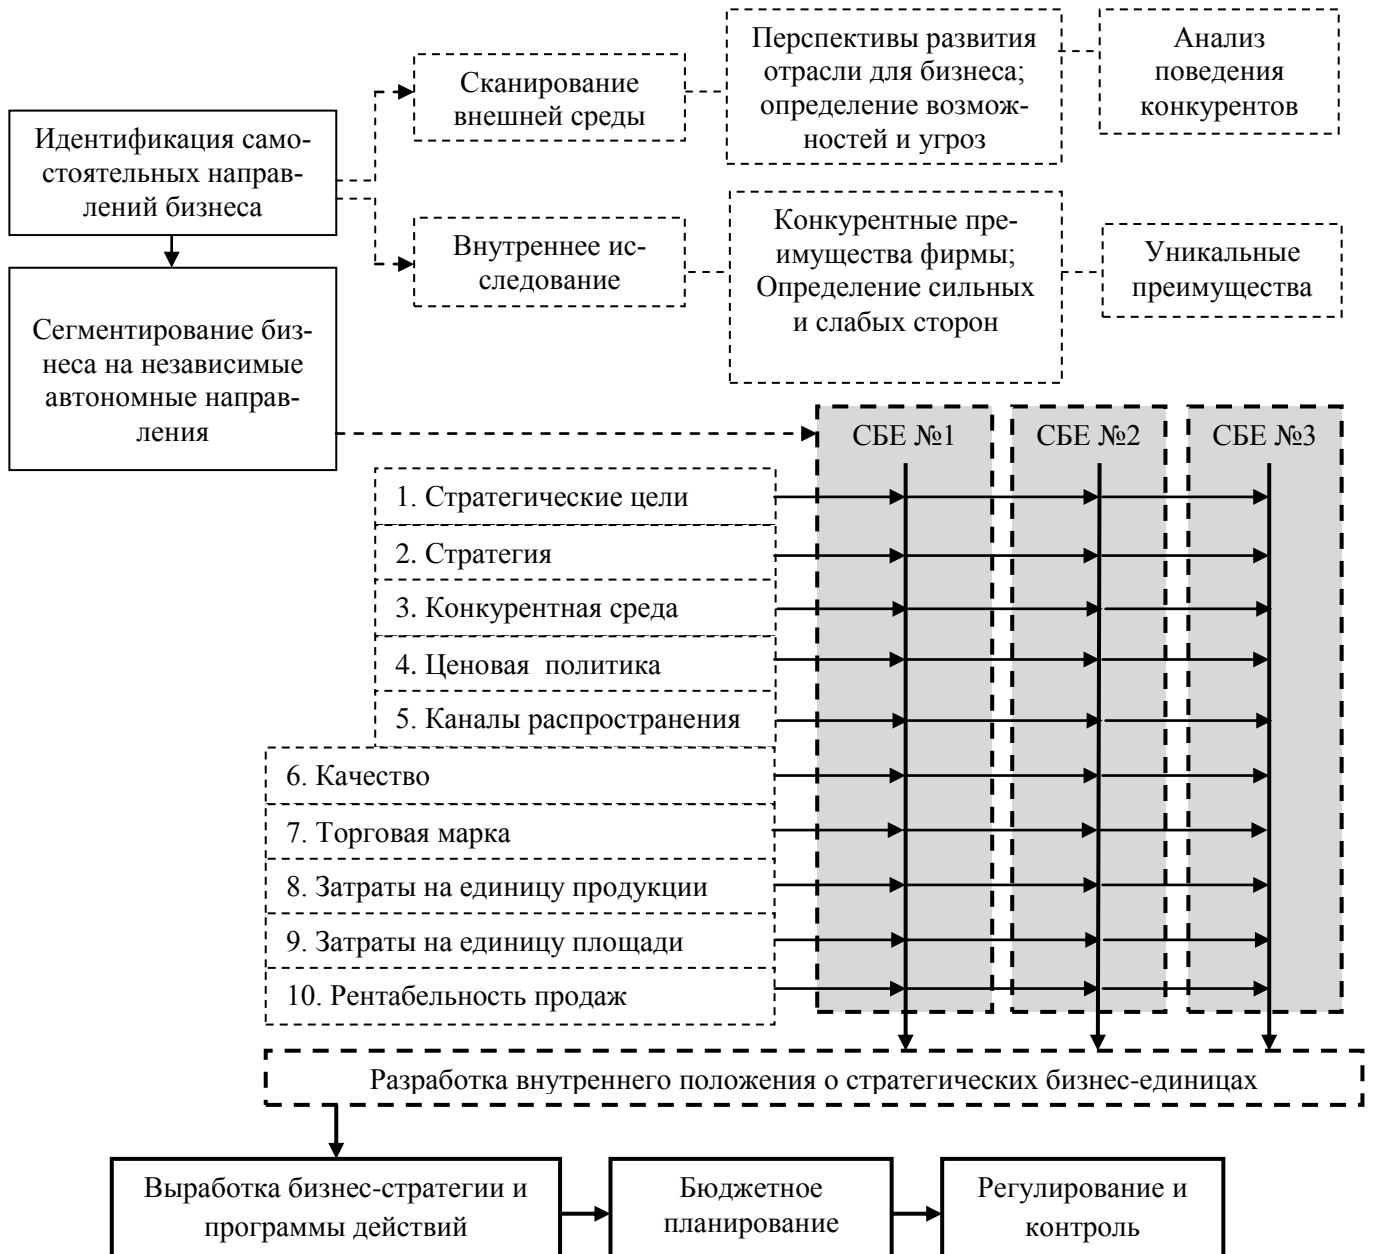 Идентификация само-
стоятельных направ-
лений бизнеса
Сканирование
внешней среды
Перспективы развития
отрасли для бизнеса;
определение возмож-
ностей и угроз
Анализ
поведения
конкурентов
Внутреннее ис-
следование
Конкурентные пре-
имущества фирмы;
Определение сильных
и слабых сторон
Уникальные
преимущества
Сегментирование биз-
неса на независимые
автономные направ-
ления
СБЕ №1
СБЕ №2
СБЕ №3
1. Стратегические цели
2. Стратегия
3. Конкурентная среда
4. Ценовая  политика
5. Каналы распространения
6. Качество
7. Торговая марка
8. Затраты на единицу продукции
9. Затраты на единицу площади
10. Рентабельность продаж
Разработка внутреннего положения о стратегических бизнес-единицах
Выработка бизнес-стратегии и
программы действий
Бюджетное
планирование
Регулирование и
контроль